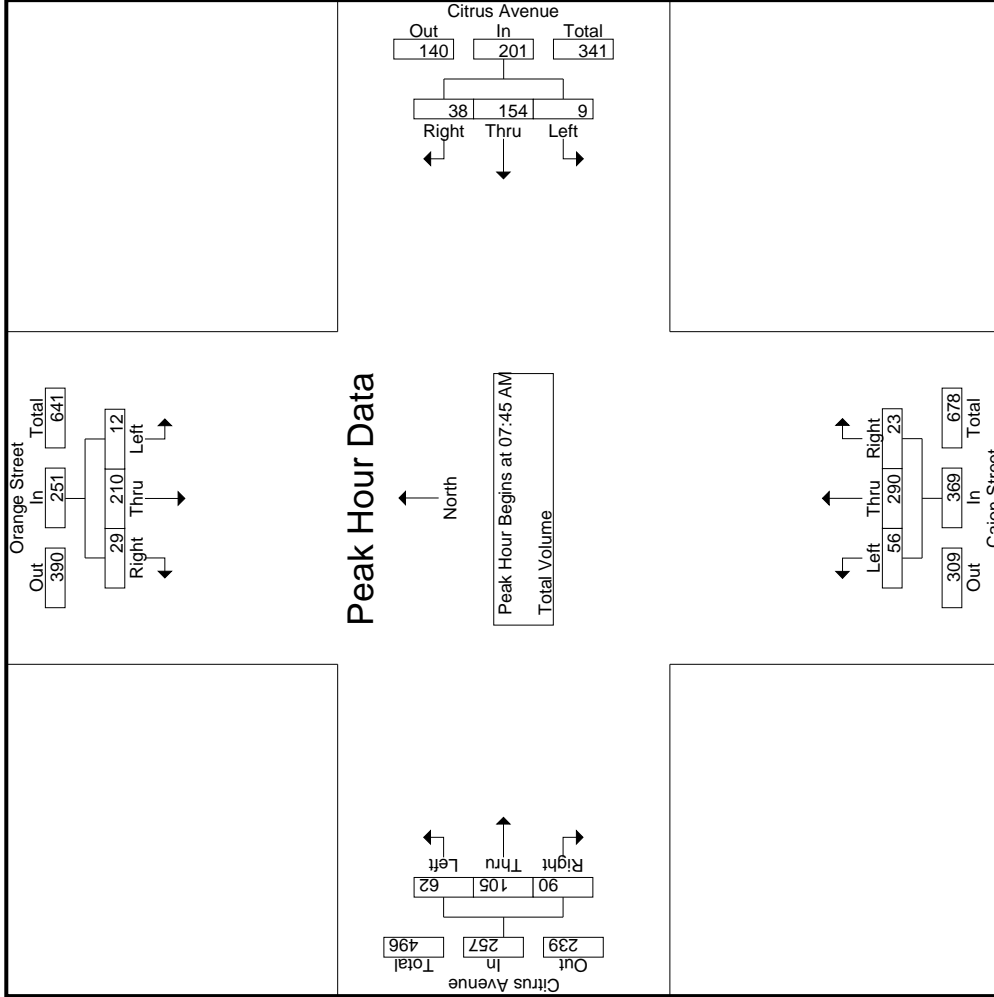 Citrus Avenue
Out In Total
140 201 341
38 154 9
Right Thru Left
Orange Street
Out In Total
390 251 641
29 210 12
Right Thru Left
Peak Hour Data
North
Peak Hour Begins at 07:45 AM
Total Volume
Left Thru Right
56 290 23
309 369 678
Out In Total
Cajon Street
Left Thru Right
62 105 90
Total In Out
496 257 239
Citrus Avenue